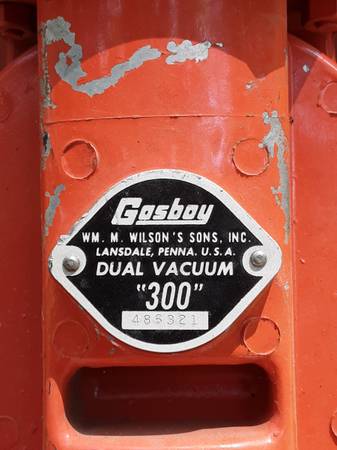 Gasboy
WM. M. WILSON'S SONS, INC.
LANSDALE, PENNA. U.S.A.
DUAL VACUUM
"300"
485321